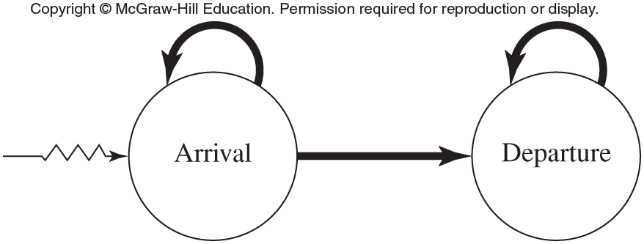 Copyright © McGraw-Hill Education. Permission required for reproduction or display.
Arrival
Departure